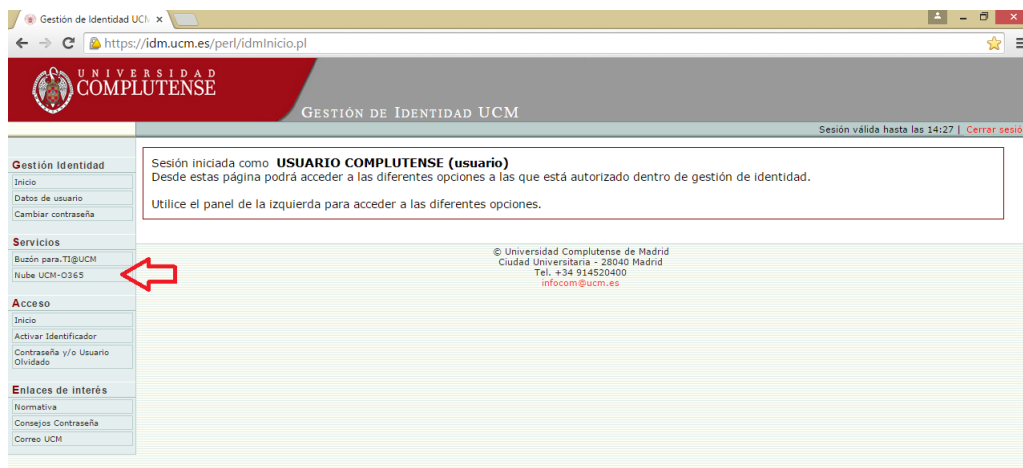 Gestión de Identidad UCM
https://idm.ucm.es/perl/idmInicio.pl
UNIVERSIDAD
COMPLUTENSE
GESTIÓN DE IDENTIDAD UCM
Sesión válida hasta las 14:27 | Cerrar sesió
Gestión Identidad
Inicio
Datos de usuario
Cambiar contraseña
Servicios
Buzón para.TI@UCM
Nube UCM-O365
Acceso
Inicio
Activar Identificador
Contraseña y/o Usuario
Olvidado
Enlaces de interés
Normativa
Consejos Contraseña
Correo UCM
Sesión iniciada como USUARIO COMPLUTENSE (usuario)
Desde estas página podrá acceder a las diferentes opciones a las que está autorizado dentro de gestión de identidad.
Utilice el panel de la izquierda para acceder a las diferentes opciones.
© Universidad Complutense de Madrid
Ciudad Universitaria - 28040 Madrid
Tel. +34 914520400
infocom@ucm.es